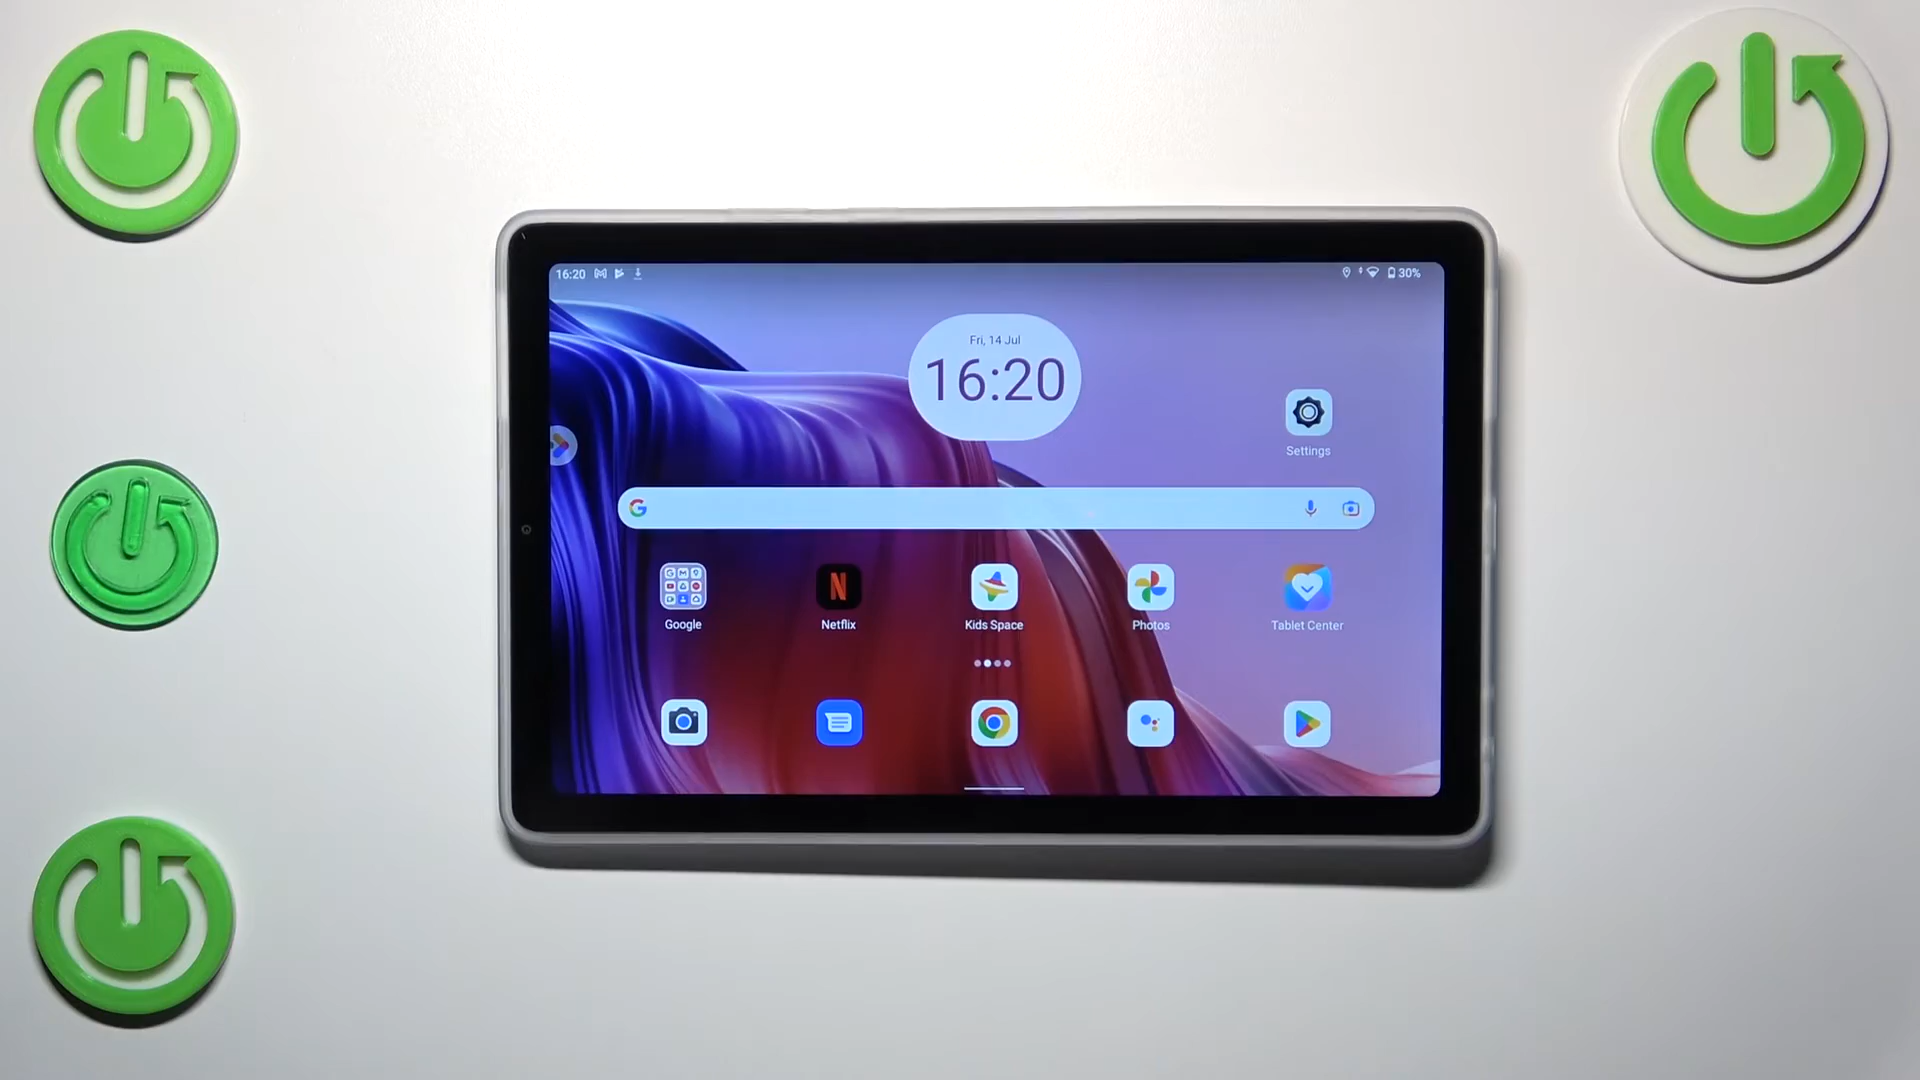 16:20
30%
Fri, 14 Jul
16:20
Settings
Google
Netflix
Kids Space
Photos
Tablet Center